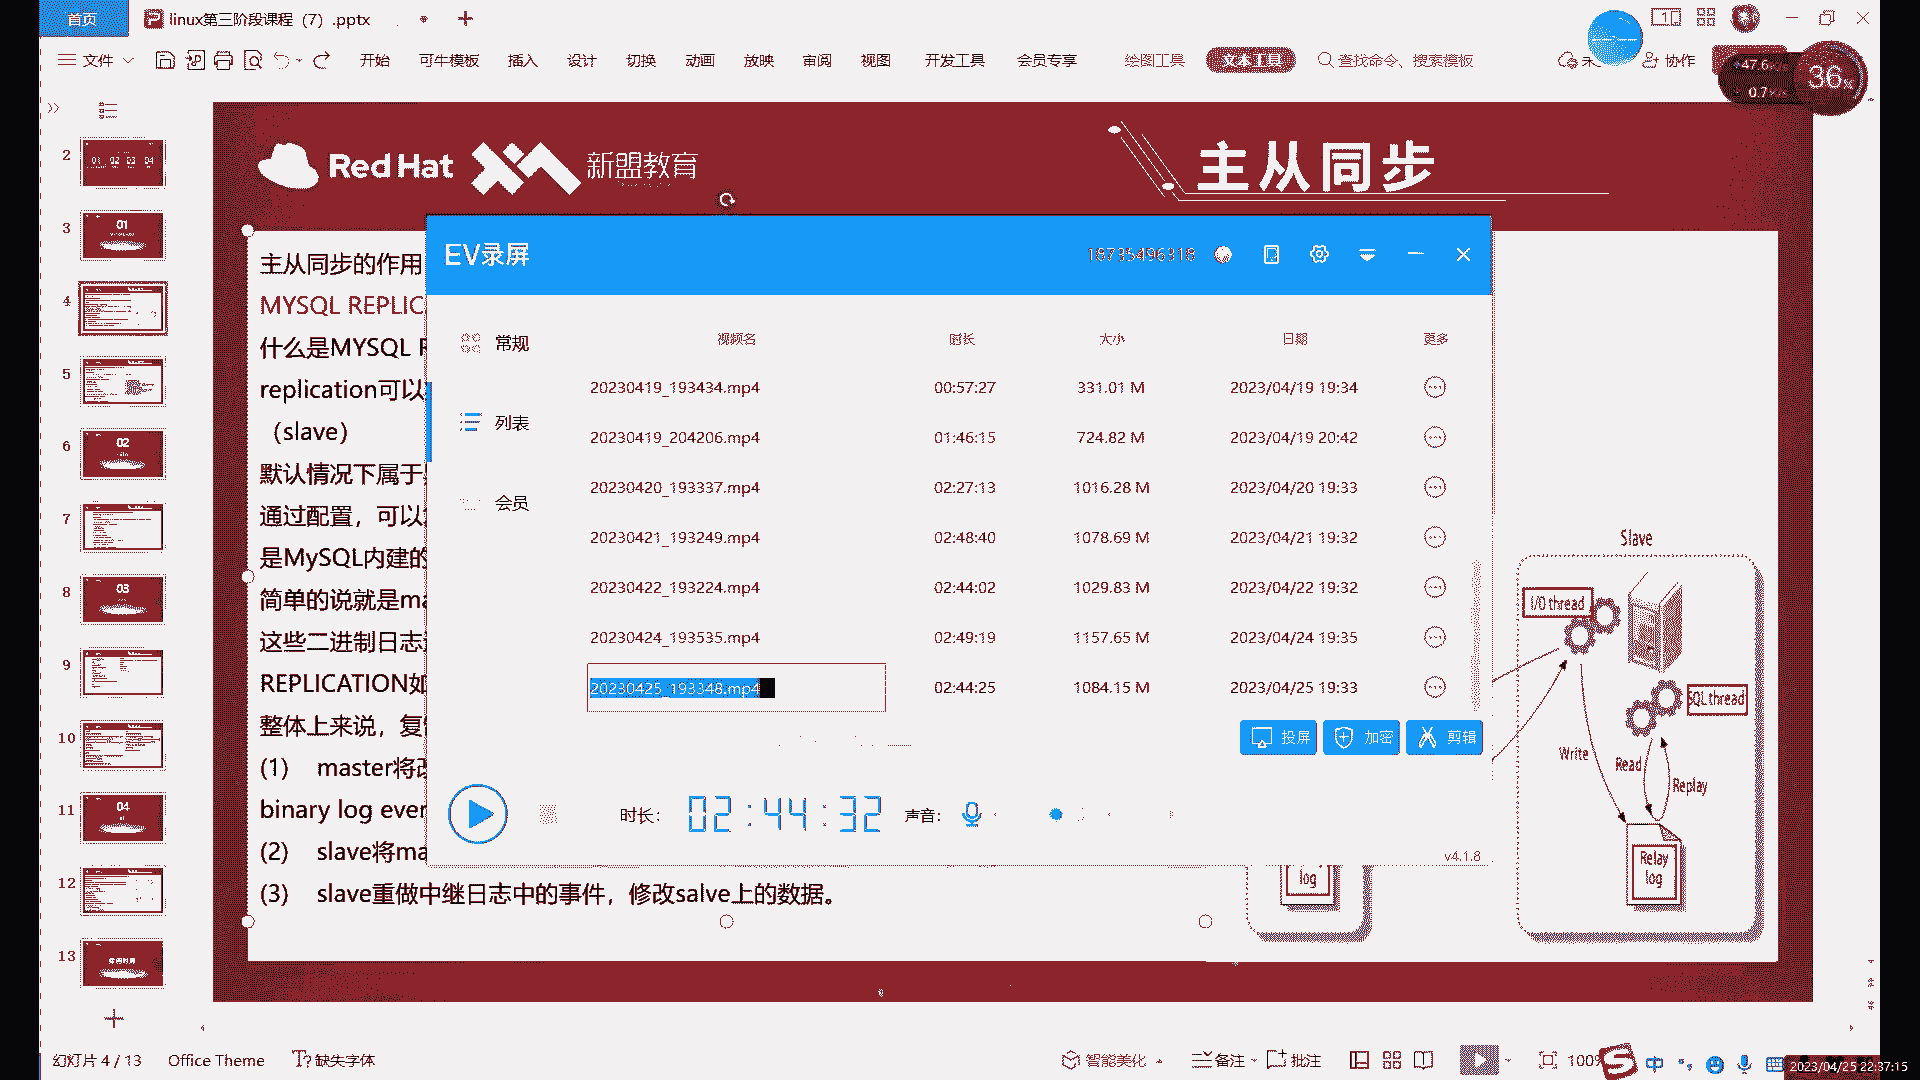 首页
linux第三阶段课程（7）.pptx
文件
开始
可牛模板
插入
设计
切换
动画
放映
审阅
视图
开发工具
会员专享
绘图工具
文本工具
查找命令、搜索模板
协作
+47.6
0.7
36%
Red Hat
新盟教育
主从同步
主从同步的作用
MYSQL REPLIC
什么是MYSQL R
replication可以
（slave）
默认情况下属于
通过配置，可以
是MySQL内建的
简单的说就是ma
这些二进制日志
REPLICATION如
整体上来说，复
(1) master将
binary log ever
(2) slave将ma
(3) slave重做中继日志中的事件，修改salve上的数据。
EV录屏
18735496318
常规
列表
会员
视频名 时长 大小 日期 更多
20230419_193434.mp4 00:57:27 331.01 M 2023/04/19 19:34
20230419_204206.mp4 01:46:15 724.82 M 2023/04/19 20:42
20230420_193337.mp4 02:27:13 1016.28 M 2023/04/20 19:33
20230421_193249.mp4 02:48:40 1078.69 M 2023/04/21 19:32
20230422_193224.mp4 02:44:02 1029.83 M 2023/04/22 19:32
20230424_193535.mp4 02:49:19 1157.65 M 2023/04/24 19:35
20230425_193348.mp4 02:44:25 1084.15 M 2023/04/25 19:33
投屏
加密
剪辑
时长： 02:44:32 声音：
v4.1.8
Slave
I/O thread
SQL thread
Write
Read
Replay
Relay
log
log
2
01 02 03 04
3
01
4
5
6
02
7
8
03
9
10
11
04
12
13
幻灯片 4 / 13
Office Theme
缺失字体
智能美化
备注
批注
100%
中
2023/04/25 22:37:15